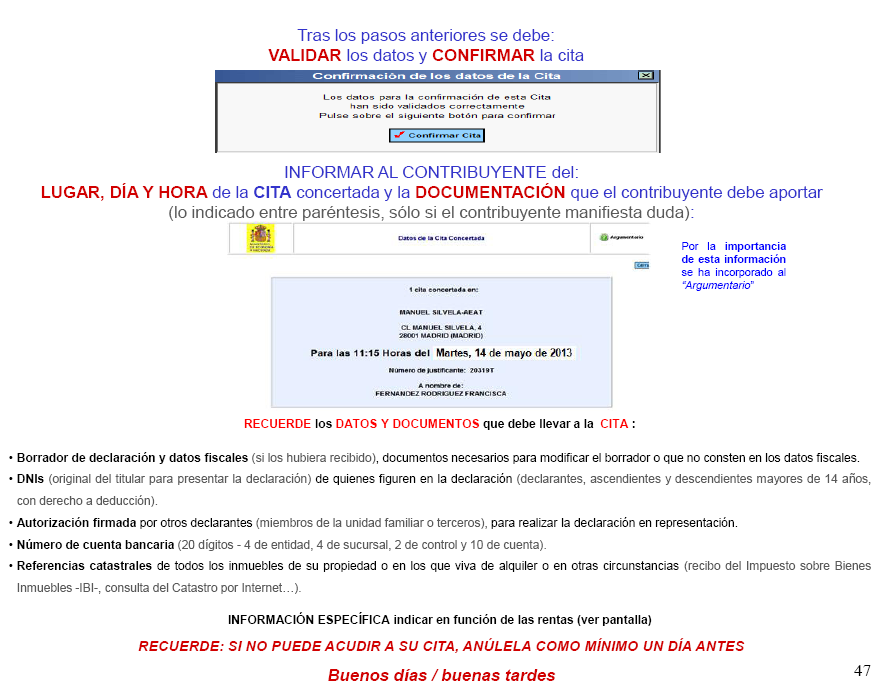 Tras los pasos anteriores se debe:
VALIDAR los datos y CONFIRMAR la cita
Confirmación de los datos de la Cita
Los datos para la confirmación de esta Cita
han sido validados correctamente
Pulse sobre el siguiente botón para confirmar
Confirmar Cita
INFORMAR AL CONTRIBUYENTE del:
LUGAR, DÍA Y HORA de la CITA concertada y la DOCUMENTACIÓN que el contribuyente debe aportar
(lo indicado entre paréntesis, sólo si el contribuyente manifiesta duda):
Datos de la Cita Concertada
Argumentario
Por la importancia
de esta información
se ha incorporado al
“Argumentario”
1 cita concertada en:
MANUEL SILVELA-AEAT
CL MANUEL SILVELA, 4
28001 MADRID (MADRID)
Para las 11:15 Horas del Martes, 14 de mayo de 2013
Número de justificante: 20319T
A nombre de:
FERNANDEZ RODRIGUEZ FRANCISCA
RECUERDE los DATOS Y DOCUMENTOS que debe llevar a la CITA :
• Borrador de declaración y datos fiscales (si los hubiera recibido), documentos necesarios para modificar el borrador o que no consten en los datos fiscales.
• DNIs (original del titular para presentar la declaración) de quienes figuren en la declaración (declarantes, ascendientes y descendientes mayores de 14 años,
con derecho a deducción).
• Autorización firmada por otros declarantes (miembros de la unidad familiar o terceros), para realizar la declaración en representación.
• Número de cuenta bancaria (20 dígitos - 4 de entidad, 4 de sucursal, 2 de control y 10 de cuenta).
• Referencias catastrales de todos los inmuebles de su propiedad o en los que viva de alquiler o en otras circunstancias (recibo del Impuesto sobre Bienes
Inmuebles -IBI-, consulta del Catastro por Internet…).
INFORMACIÓN ESPECÍFICA indicar en función de las rentas (ver pantalla)
RECUERDE: SI NO PUEDE ACUDIR A SU CITA, ANÚLELA COMO MÍNIMO UN DÍA ANTES
Buenos días / buenas tardes
47